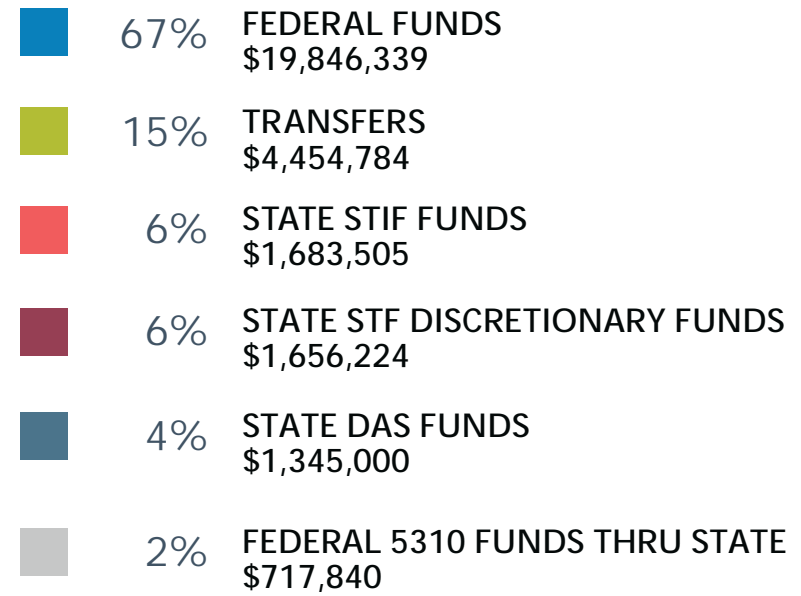 67% FEDERAL FUNDS
$19,846,339
15% TRANSFERS
$4,454,784
6% STATE STIF FUNDS
$1,683,505
6% STATE STF DISCRETIONARY FUNDS
$1,656,224
4% STATE DAS FUNDS
$1,345,000
2% FEDERAL 5310 FUNDS THRU STATE
$717,840